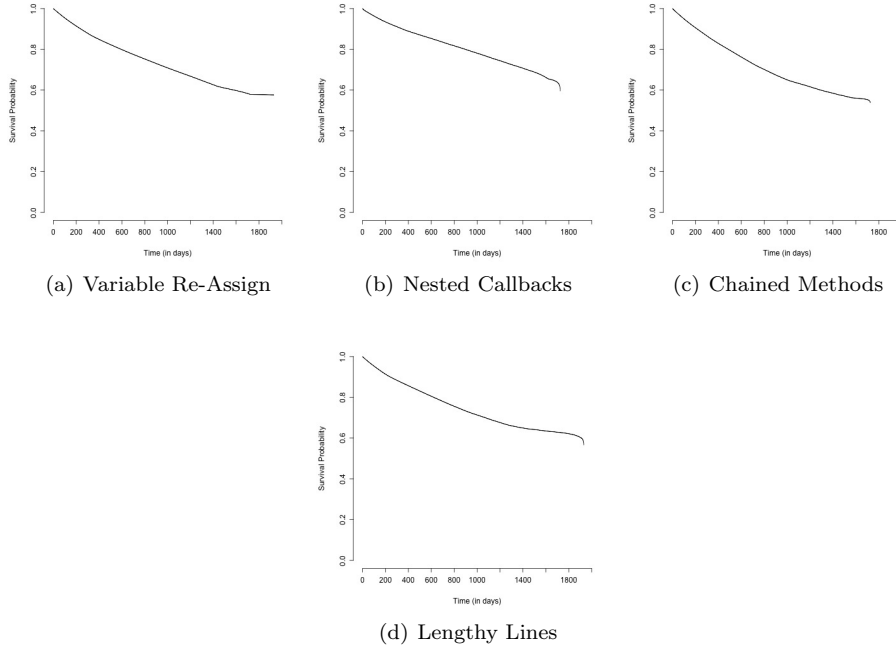 1.0
0.8
0.6
0.4
0.2
0.0
Survival Probability
0 200 400 600 800 1000 1400 1800
Time (in days)
(a) Variable Re-Assign
1.0
0.8
0.6
0.4
0.2
0.0
Survival Probability
0 200 400 600 800 1000 1400 1800
Time (in days)
(b) Nested Callbacks
1.0
0.8
0.6
0.4
0.2
0.0
Survival Probability
0 200 400 600 800 1000 1400 1800
Time (in days)
(c) Chained Methods
1.0
0.8
0.6
0.4
0.2
0.0
Survival Probability
0 200 400 600 800 1000 1400 1800
Time (in days)
(d) Lengthy Lines